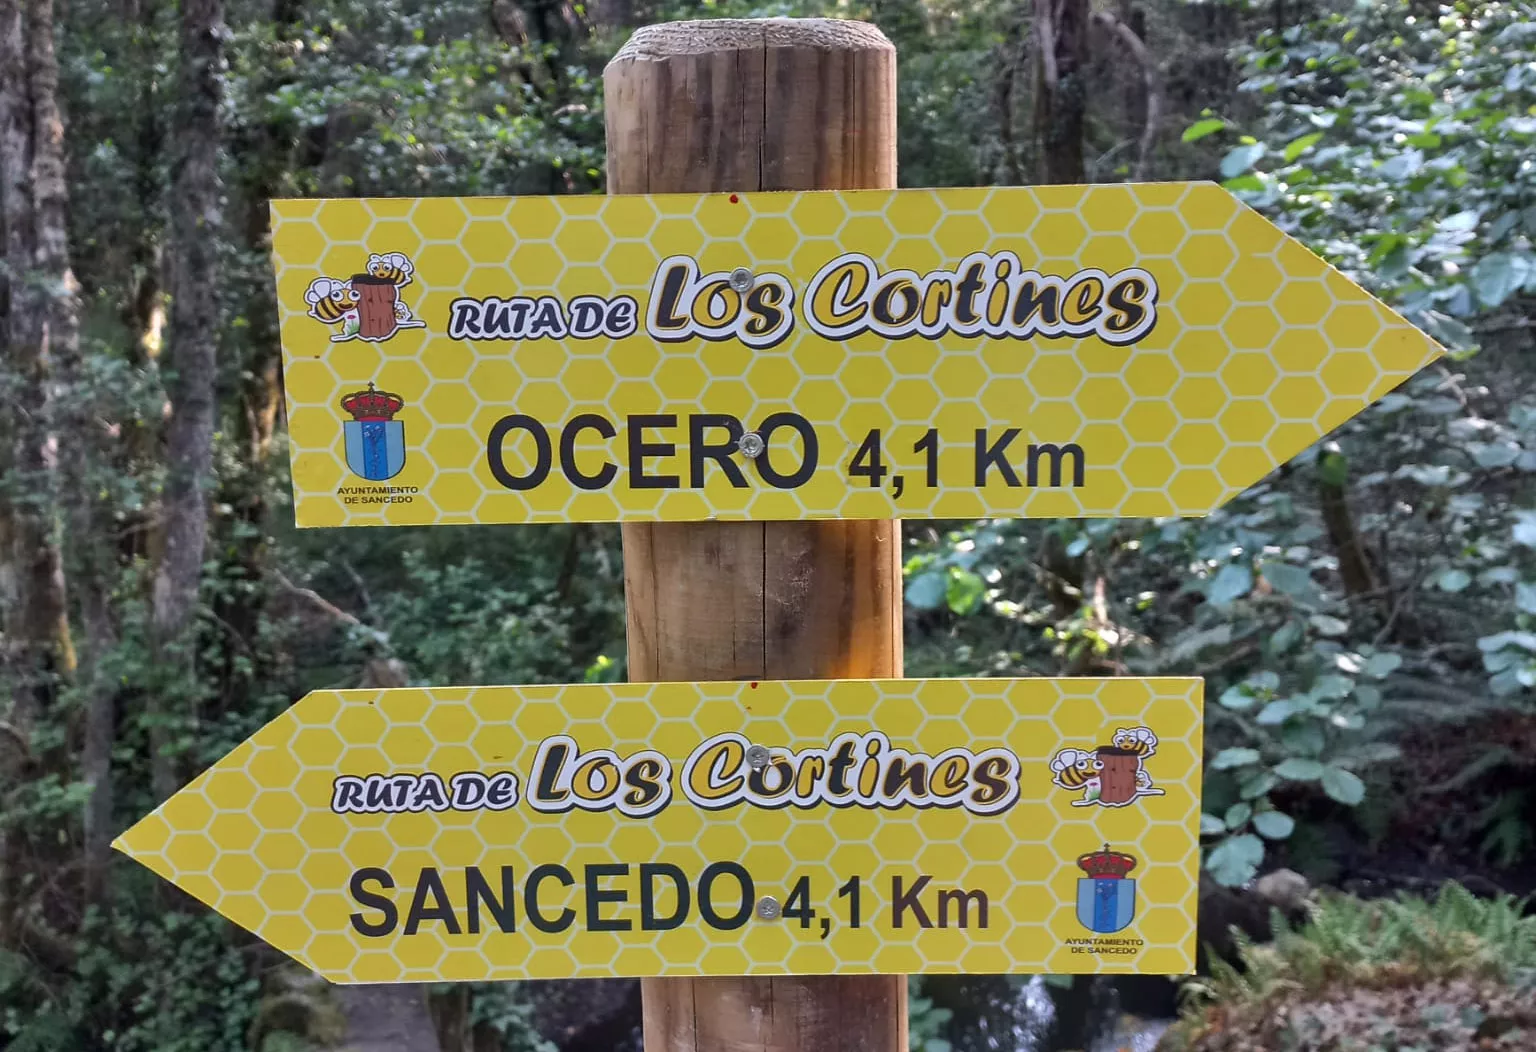 RUTA DE Los Cortines
OCERO 4,1 Km
AYUNTAMIENTO
DE SANCEDO
RUTA DE Los Cortines
SANCEDO 4,1 Km
AYUNTAMIENTO
DE SANCEDO